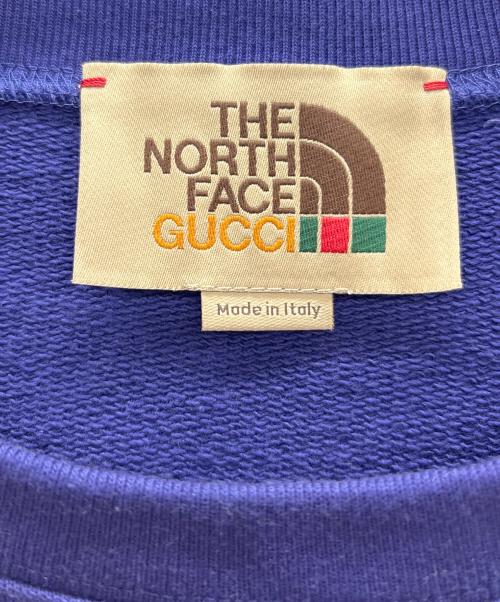 THE
NORTH
FACE
GUCCI
Made in Italy